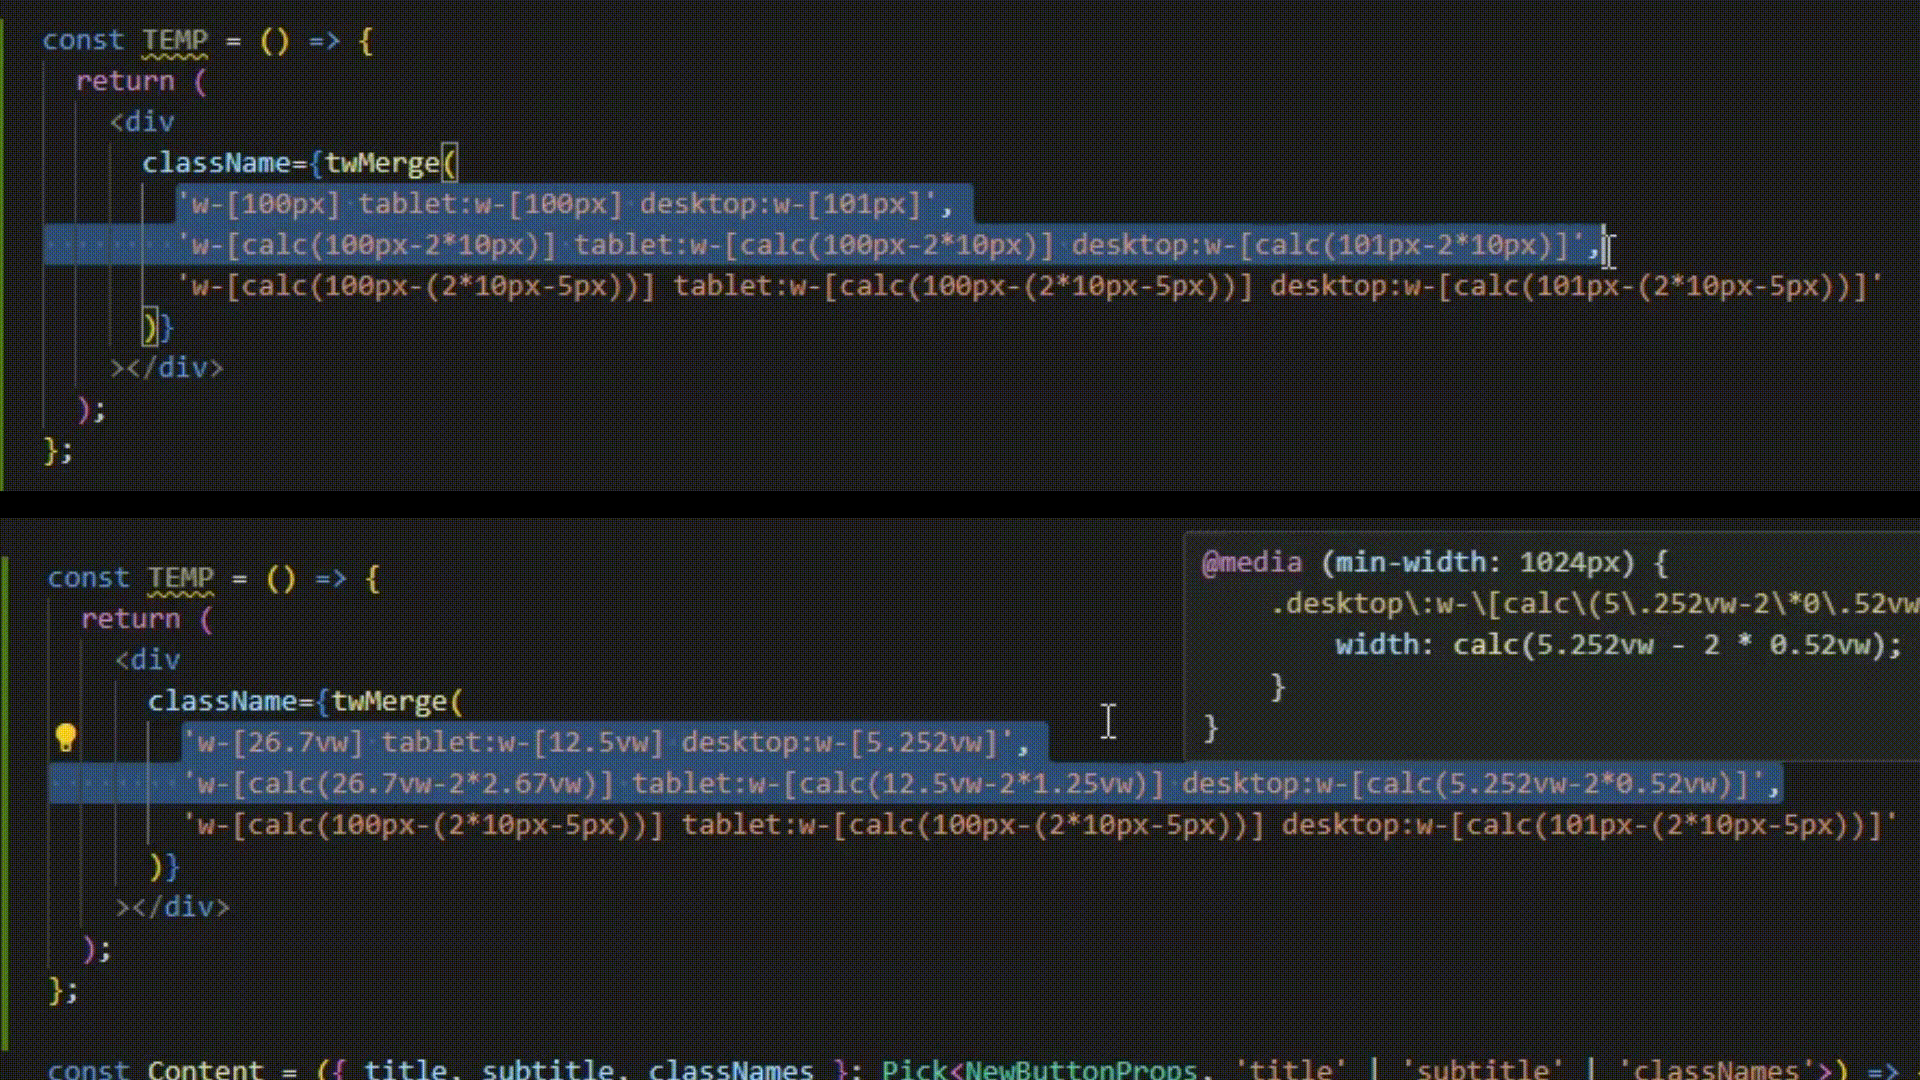 const TEMP = () => {
return (
<div
className={twMerge(
'w-[100px] tablet:w-[100px] desktop:w-[101px]',
'w-[calc(100px-2*10px)] tablet:w-[calc(100px-2*10px)] desktop:w-[calc(101px-2*10px)]',
'w-[calc(100px-(2*10px-5px))] tablet:w-[calc(100px-(2*10px-5px))] desktop:w-[calc(101px-(2*10px-5px))]'
)}
></div>
);
};
const TEMP = () => {
return (
<div
className={twMerge(
'w-[26.7vw] tablet:w-[12.5vw] desktop:w-[5.252vw]',
'w-[calc(26.7vw-2*2.67vw)] tablet:w-[calc(12.5vw-2*1.25vw)] desktop:w-[calc(5.252vw-2*0.52vw)]',
'w-[calc(100px-(2*10px-5px))] tablet:w-[calc(100px-(2*10px-5px))] desktop:w-[calc(101px-(2*10px-5px))]'
)}
></div>
);
};
@media (min-width: 1024px) {
.desktop\:w-\[calc\(5\.252vw-2\*0\.52vw
width: calc(5.252vw - 2 * 0.52vw);
}
}
const Content = ({ title, subtitle, classNames }: Pick<NewButtonProps, 'title' | 'subtitle' | 'classNames'>) =>